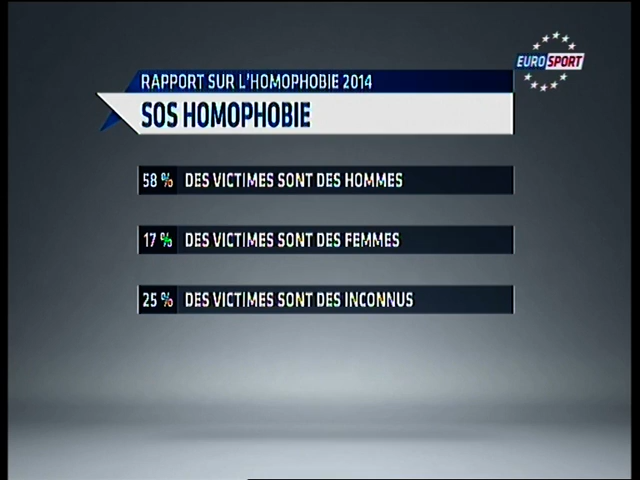 RAPPORT SUR L'HOMOPHOBIE 2014
EUROSPORT
SOS HOMOPHOBIE
58 % DES VICTIMES SONT DES HOMMES
17 % DES VICTIMES SONT DES FEMMES
25 % DES VICTIMES SONT DES INCONNUS